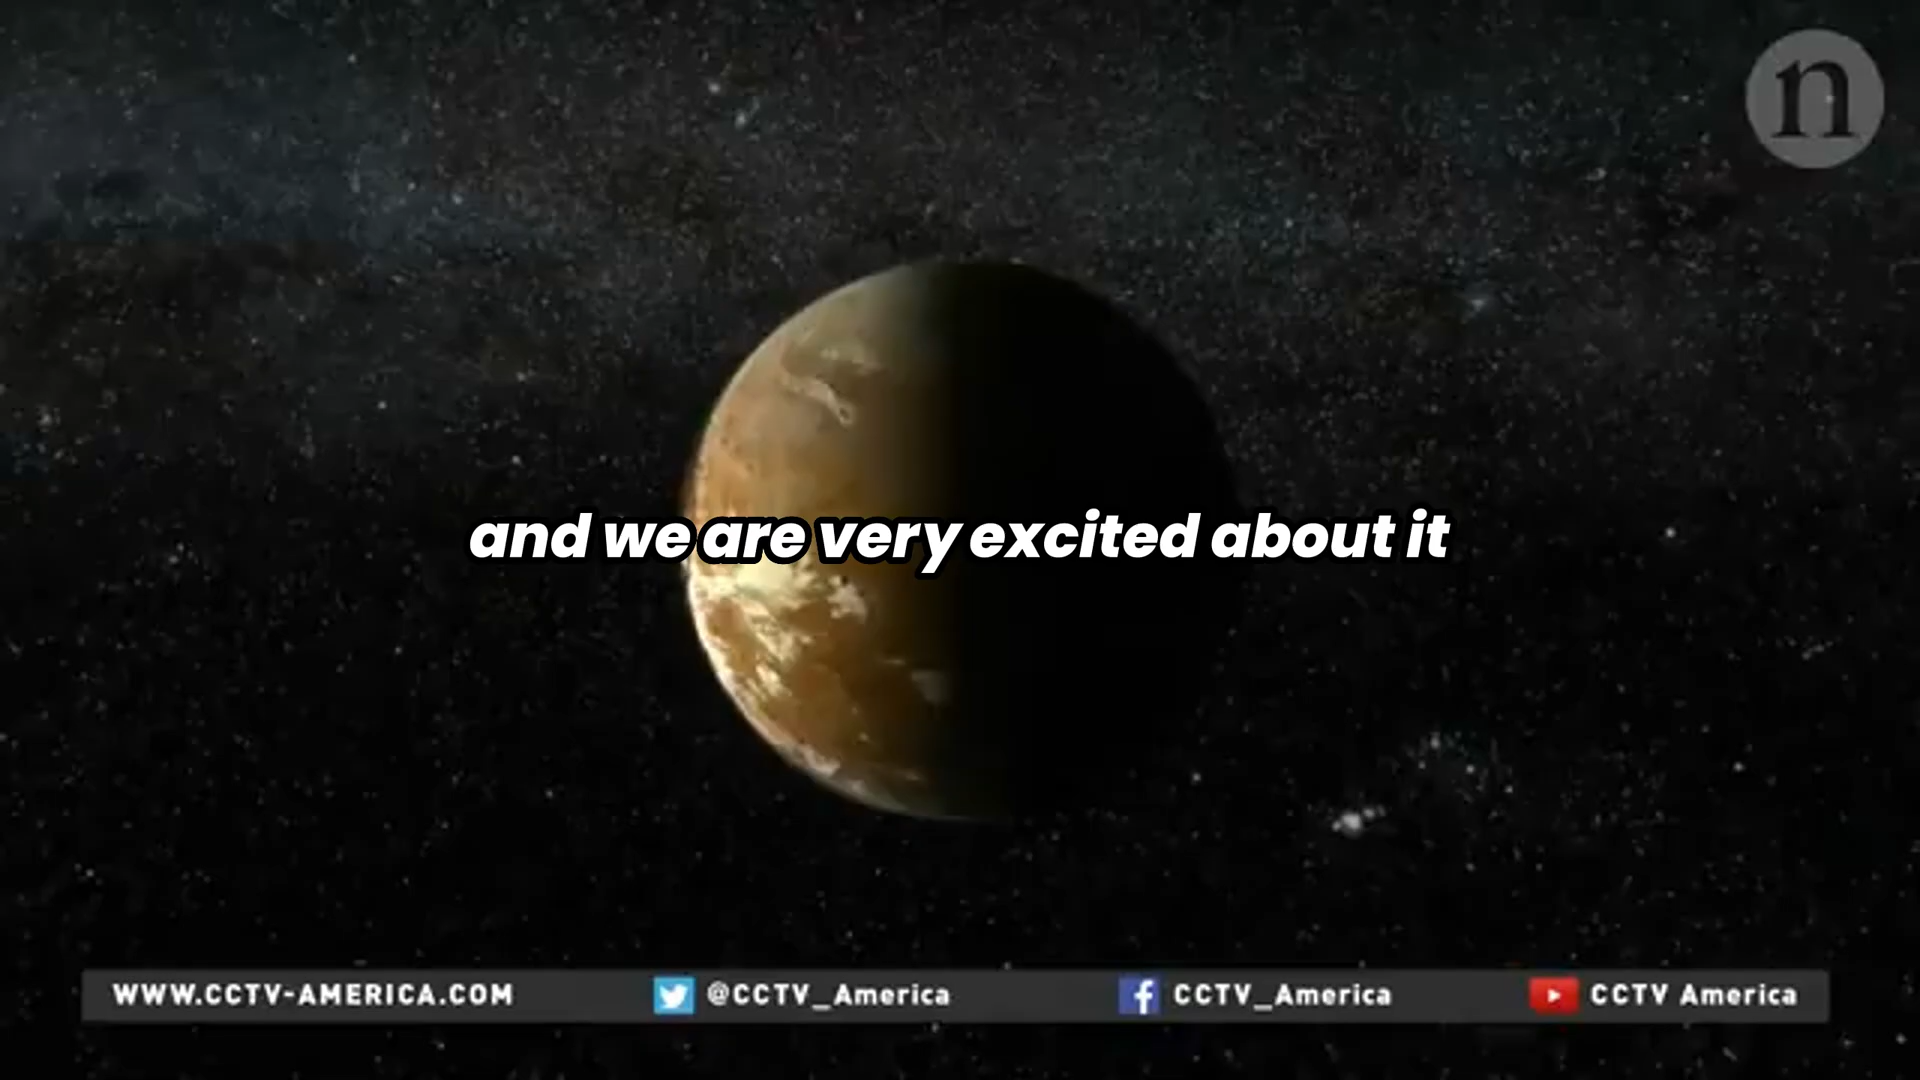 n
and we are very excited about it
WWW.CCTV-AMERICA.COM @CCTV_America CCTV_America CCTV America